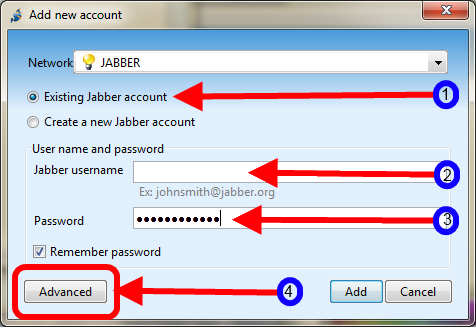 Add new account
Network
JABBER
Existing Jabber account
1
Create a new Jabber account
User name and password
Jabber username
2
Ex: johnsmith@jabber.org
Password
••••••••••••
3
Remember password
Advanced
4
Add
Cancel